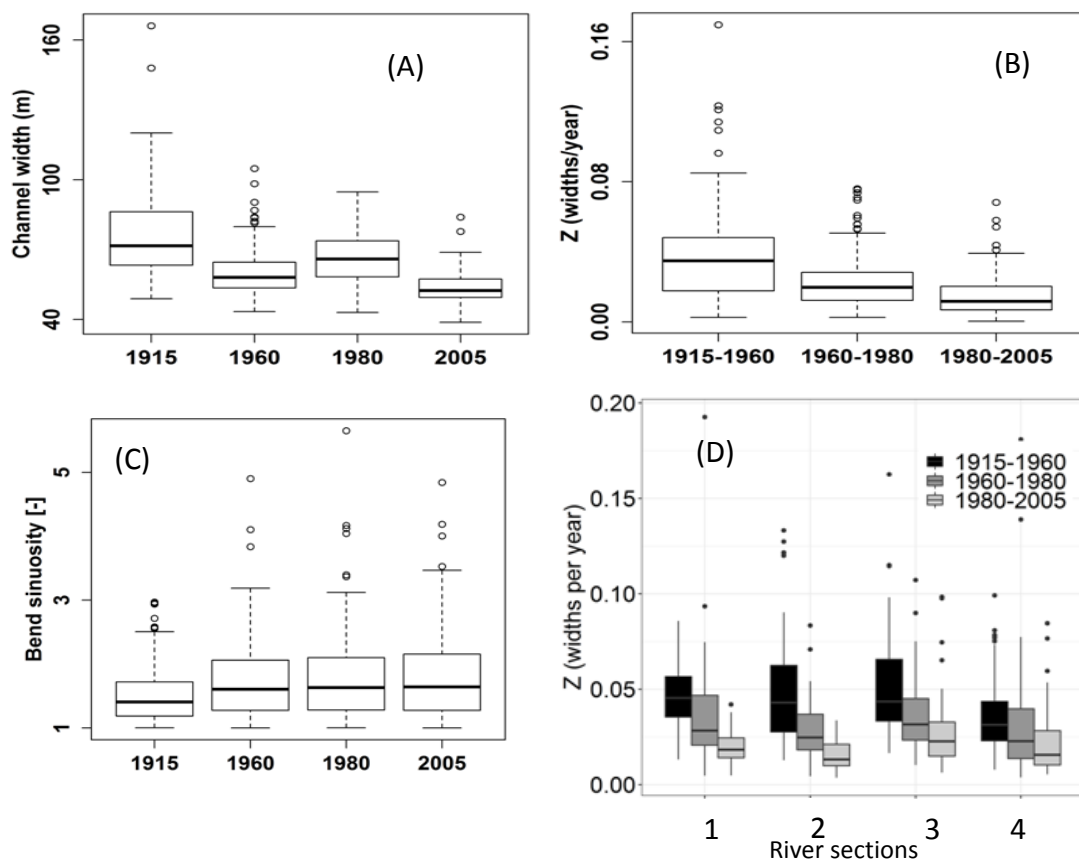 (A)
Channel width (m)
160
100
40
1915 1960 1980 2005
(B)
Z (widths/year)
0.16
0.08
0.00
1915-1960 1960-1980 1980-2005
(C)
Bend sinuosity [-]
5
3
1
1915 1960 1980 2005
(D)
Z (widths per year)
0.20
0.15
0.10
0.05
0.00
1915-1960
1960-1980
1980-2005
1 2 3 4
River sections